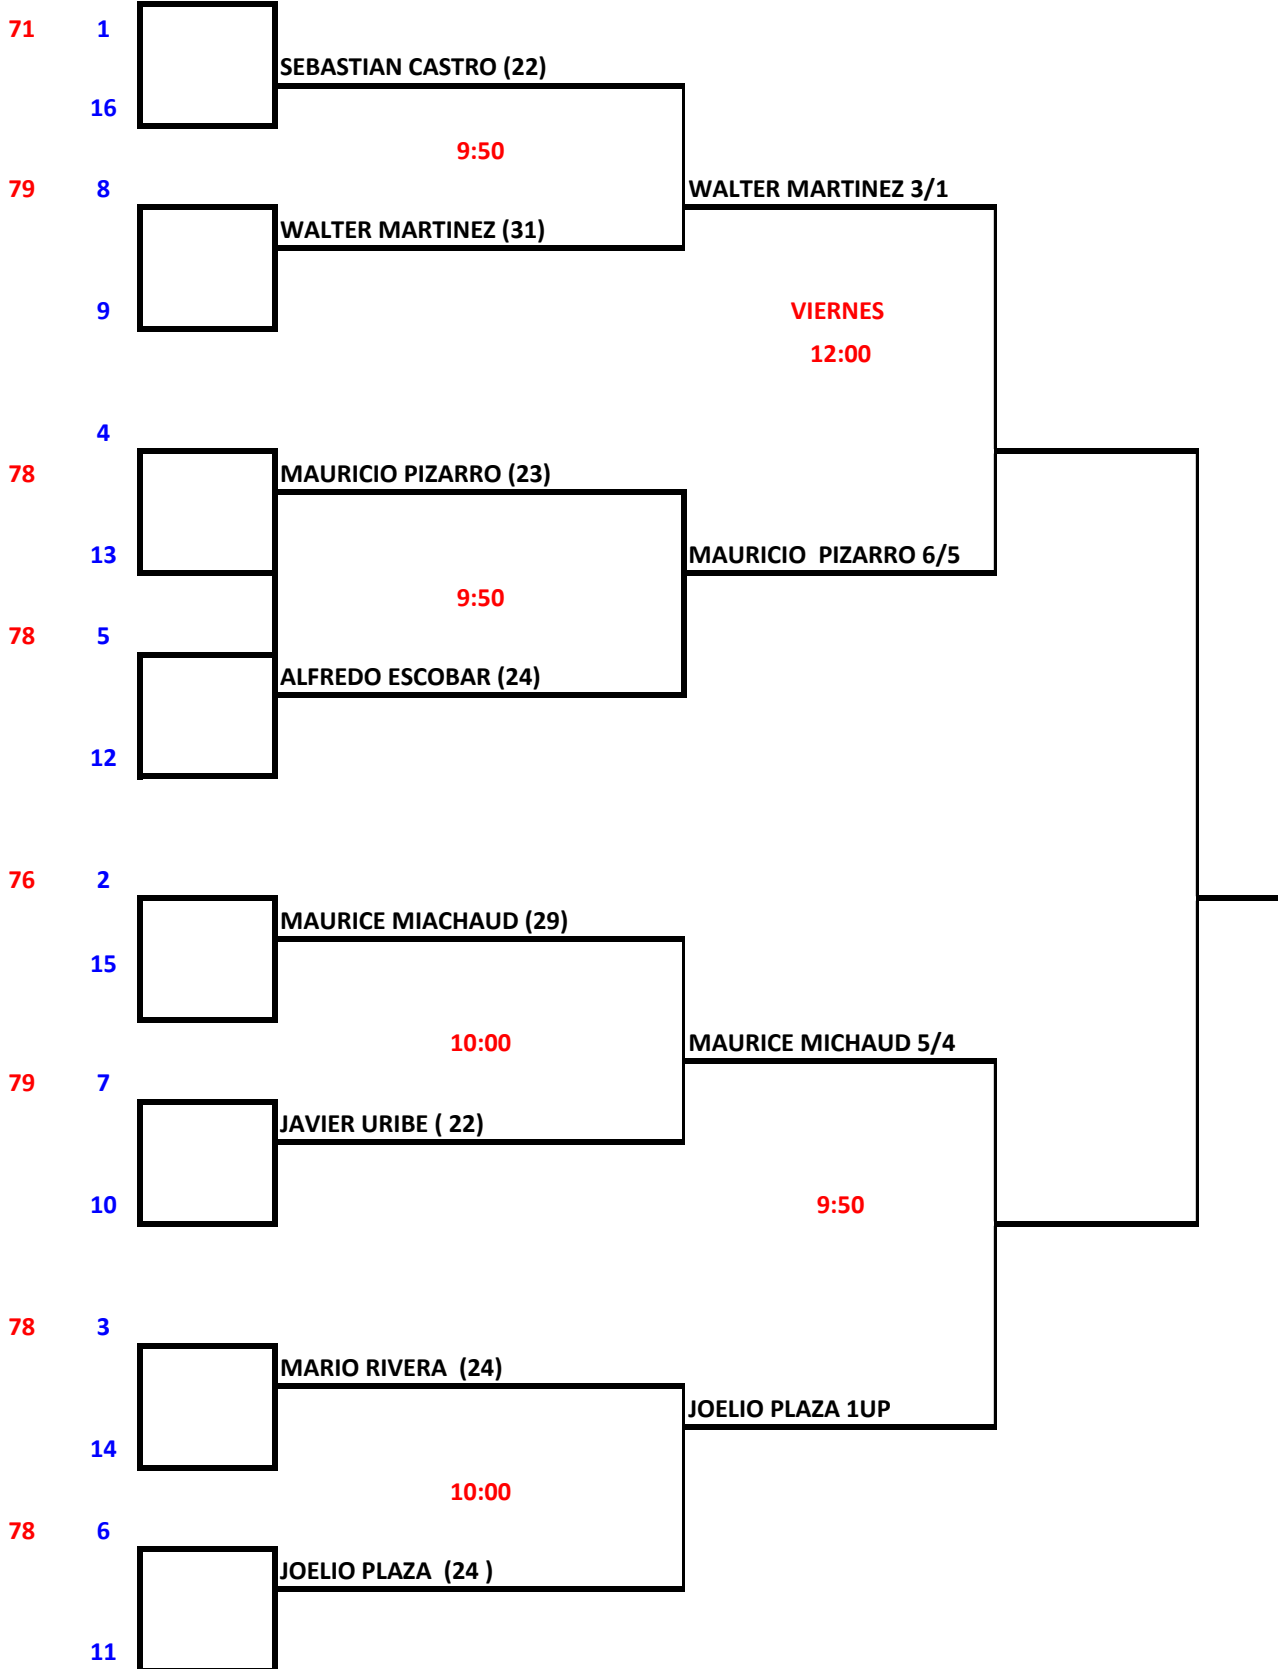 71 1
SEBASTIAN CASTRO (22)
16
9:50
79 8 WALTER MARTINEZ 3/1
WALTER MARTINEZ (31)
9 VIERNES
12:00
4
78 MAURICIO PIZARRO (23)
13 MAURICIO  PIZARRO 6/5
9:50
78 5
ALFREDO ESCOBAR (24)
12
76 2
MAURICE MIACHAUD (29)
15
10:00 MAURICE MICHAUD 5/4
79 7
JAVIER URIBE ( 22)
10 9:50
78 3
MARIO RIVERA  (24)
JOELIO PLAZA 1UP
14
10:00
78 6
JOELIO PLAZA  (24 )
11